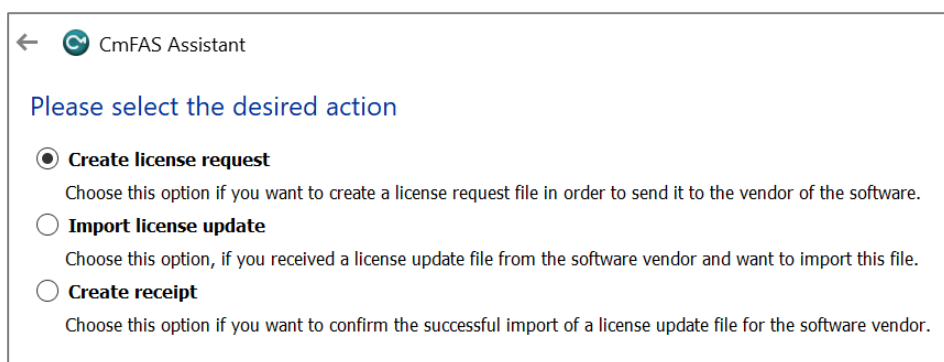 CmFAS Assistant
Please select the desired action
Create license request
Choose this option if you want to create a license request file in order to send it to the vendor of the software.
Import license update
Choose this option, if you received a license update file from the software vendor and want to import this file.
Create receipt
Choose this option if you want to confirm the successful import of a license update file for the software vendor.